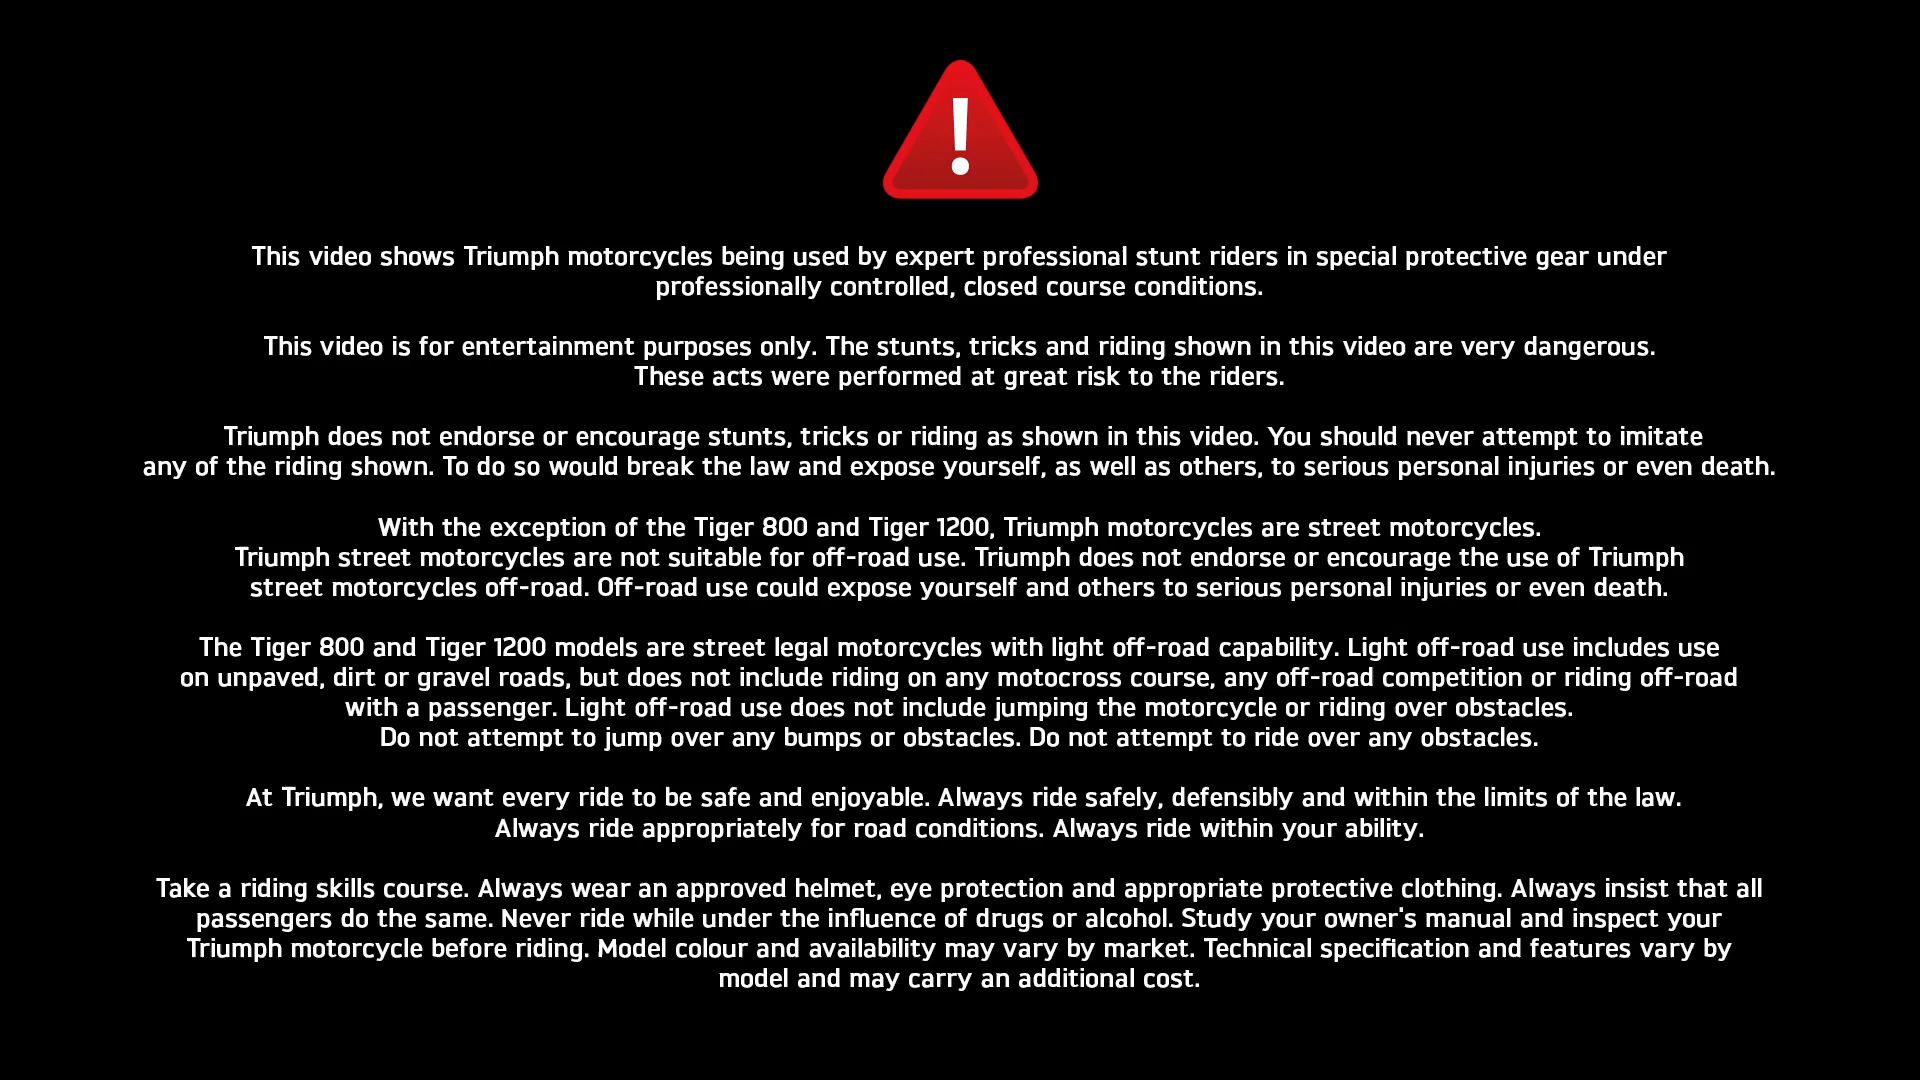 This video shows Triumph motorcycles being used by expert professional stunt riders in special protective gear under
professionally controlled, closed course conditions.
This video is for entertainment purposes only. The stunts, tricks and riding shown in this video are very dangerous.
These acts were performed at great risk to the riders.
Triumph does not endorse or encourage stunts, tricks or riding as shown in this video. You should never attempt to imitate
any of the riding shown. To do so would break the law and expose yourself, as well as others, to serious personal injuries or even death.
With the exception of the Tiger 800 and Tiger 1200, Triumph motorcycles are street motorcycles.
Triumph street motorcycles are not suitable for off-road use. Triumph does not endorse or encourage the use of Triumph
street motorcycles off-road. Off-road use could expose yourself and others to serious personal injuries or even death.
The Tiger 800 and Tiger 1200 models are street legal motorcycles with light off-road capability. Light off-road use includes use
on unpaved, dirt or gravel roads, but does not include riding on any motocross course, any off-road competition or riding off-road
with a passenger. Light off-road use does not include jumping the motorcycle or riding over obstacles.
Do not attempt to jump over any bumps or obstacles. Do not attempt to ride over any obstacles.
At Triumph, we want every ride to be safe and enjoyable. Always ride safely, defensibly and within the limits of the law.
Always ride appropriately for road conditions. Always ride within your ability.
Take a riding skills course. Always wear an approved helmet, eye protection and appropriate protective clothing. Always insist that all
passengers do the same. Never ride while under the influence of drugs or alcohol. Study your owner's manual and inspect your
Triumph motorcycle before riding. Model colour and availability may vary by market. Technical specification and features vary by
model and may carry an additional cost.